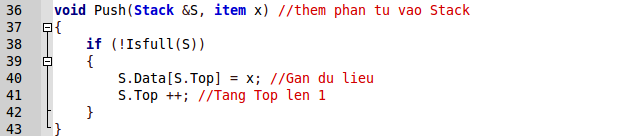 36 void Push(Stack &S, item x) //them phan tu vao Stack
37 {
38     if (!Isfull(S))
39     {
40         S.Data[S.Top] = x; //Gan du lieu
41         S.Top ++; //Tang Top len 1
42     }
43 }